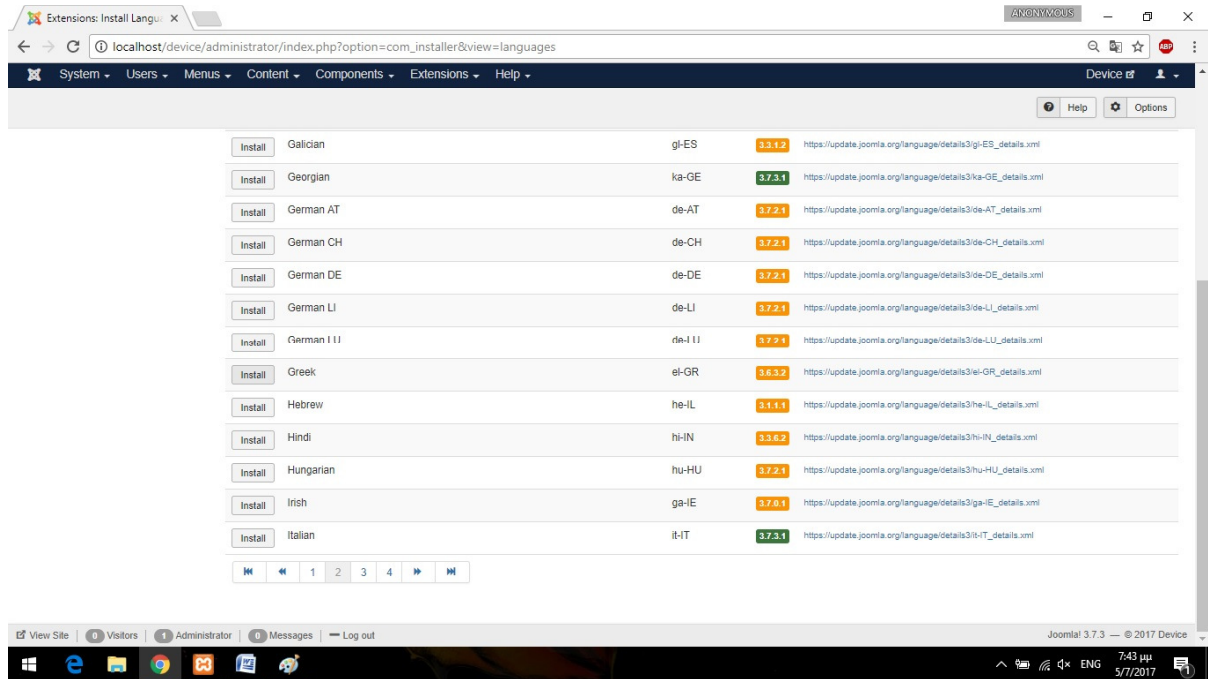 Extensions: Install Langua
ANONYMOUS
localhost/device/administrator/index.php?option=com_installer&view=languages
ABP
System Users Menus Content Components Extensions Help Device
Help Options
Install Galician gl-ES 3.3.1.2 https://update.joomla.org/language/details3/gl-ES_details.xml
Install Georgian ka-GE 3.7.3.1 https://update.joomla.org/language/details3/ka-GE_details.xml
Install German AT de-AT 3.7.2.1 https://update.joomla.org/language/details3/de-AT_details.xml
Install German CH de-CH 3.7.2.1 https://update.joomla.org/language/details3/de-CH_details.xml
Install German DE de-DE 3.7.2.1 https://update.joomla.org/language/details3/de-DE_details.xml
Install German LI de-LI 3.7.2.1 https://update.joomla.org/language/details3/de-LI_details.xml
Install German LU de-LU 3.7.2.1 https://update.joomla.org/language/details3/de-LU_details.xml
Install Greek el-GR 3.6.3.2 https://update.joomla.org/language/details3/el-GR_details.xml
Install Hebrew he-IL 3.1.1.1 https://update.joomla.org/language/details3/he-IL_details.xml
Install Hindi hi-IN 3.3.6.2 https://update.joomla.org/language/details3/hi-IN_details.xml
Install Hungarian hu-HU 3.7.2.1 https://update.joomla.org/language/details3/hu-HU_details.xml
Install Irish ga-IE 3.7.0.1 https://update.joomla.org/language/details3/ga-IE_details.xml
Install Italian it-IT 3.7.3.1 https://update.joomla.org/language/details3/it-IT_details.xml
1 2 3 4
View Site 0 Visitors 1 Administrator 0 Messages Log out Joomla! 3.7.3 — © 2017 Device
ENG 7:43 μμ
5/7/2017
1